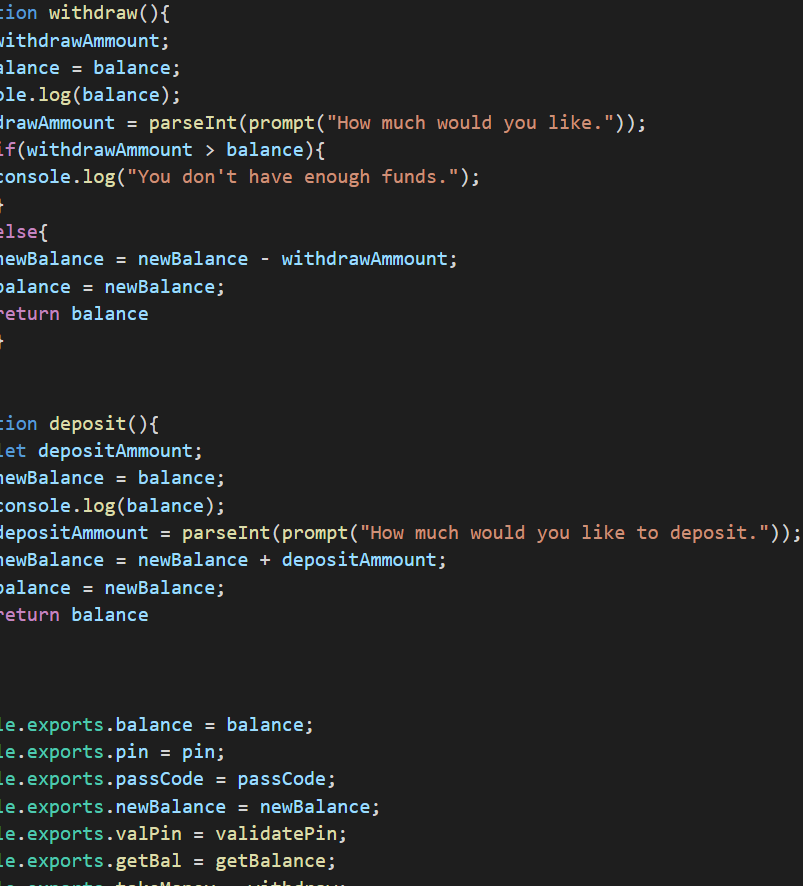 tion withdraw(){
withdrawAmmount;
alance = balance;
ole.log(balance);
drawAmmount = parseInt(prompt("How much would you like."));
if(withdrawAmmount > balance){
console.log("You don't have enough funds.");
}
else{
newBalance = newBalance - withdrawAmmount;
balance = newBalance;
return balance
}
tion deposit(){
let depositAmmount;
newBalance = balance;
console.log(balance);
depositAmmount = parseInt(prompt("How much would you like to deposit."));
newBalance = newBalance + depositAmmount;
balance = newBalance;
return balance
le.exports.balance = balance;
le.exports.pin = pin;
le.exports.passCode = passCode;
le.exports.newBalance = newBalance;
le.exports.valPin = validatePin;
le.exports.getBal = getBalance;
le.exports.takeMoney = withdraw;